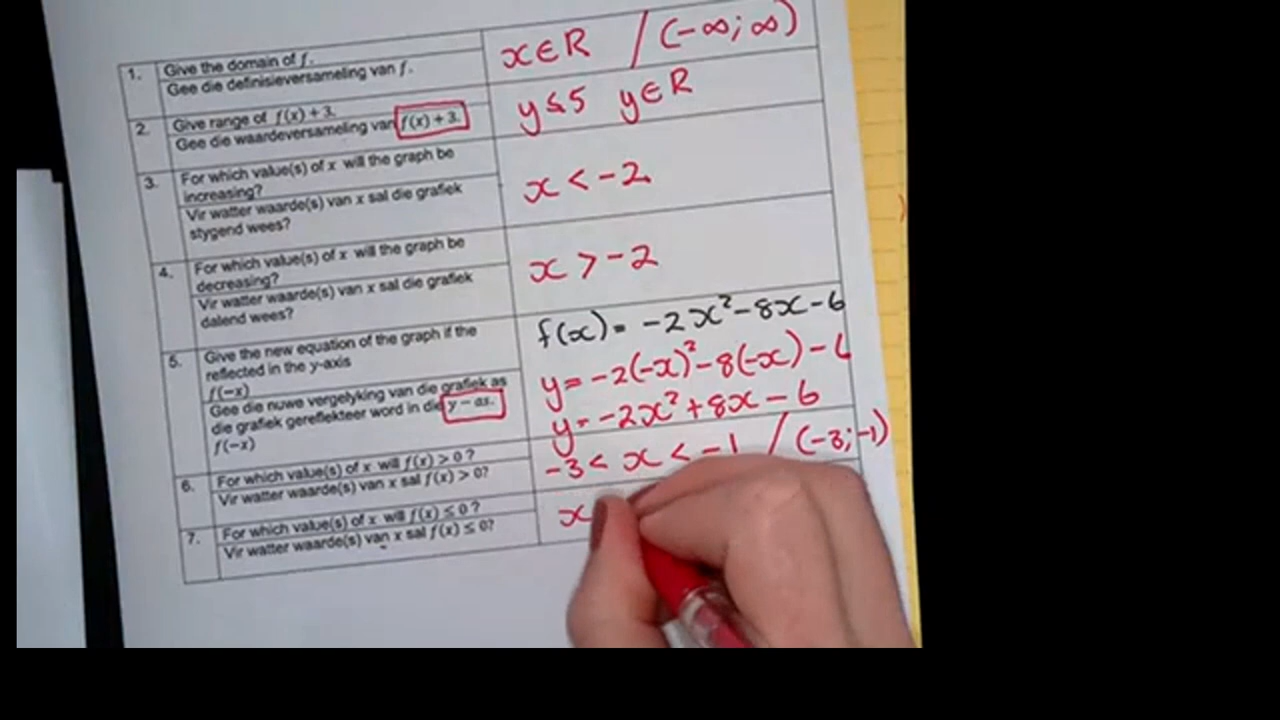 1. Give the domain of f.
Gee die definisieversameling van f.
x∈R / (-∞; ∞)
2. Give range of f(x) + 3.
Gee die waardeversameling van f(x) + 3.
y ≤ 5 y∈R
3. For which value(s) of x will the graph be
increasing?
Vir watter waarde(s) van x sal die grafiek
stygend wees?
x < -2
4. For which value(s) of x will the graph be
decreasing?
Vir watter waarde(s) van x sal die grafiek
dalend wees?
x > -2
5. Give the new equation of the graph if the
reflected in the y-axis
f(-x)
Gee die nuwe vergelyking van die grafiek as
die grafiek gereflekteer word in die y - as.
f(-x)
f(x) = -2x² - 8x - 6
y = -2(-x)² - 8(-x) - 6
y = -2x² + 8x - 6
6. For which value(s) of x will f(x) > 0 ?
Vir watter waarde(s) van x sal f(x) > 0?
-3 < x < -1 / (-3; -1)
7. For which value(s) of x will f(x) ≤ 0 ?
Vir watter waarde(s) van x sal f(x) ≤ 0?
x